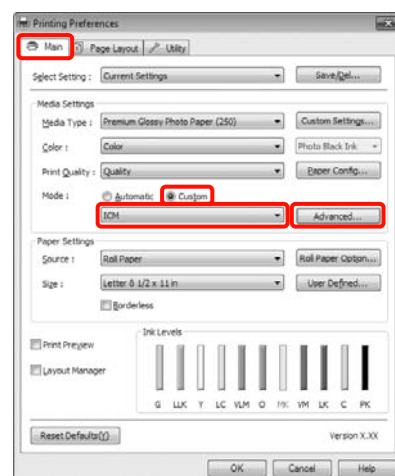 Printing Preferences
Main Page Layout Utility
Select Setting : Current Settings Save/Del...
Media Settings
Media Type : Premium Glossy Photo Paper (250) Custom Settings...
Color : Color Photo Black Ink
Print Quality : Quality Paper Config...
Mode : Automatic Custom
ICM Advanced...
Paper Settings
Source : Roll Paper Roll Paper Option...
Size : Letter 8 1/2 x 11 in User Defined...
Borderless
Ink Levels
Print Preview
Layout Manager
G LLK Y LC VLM O MK VM LK C PK
Reset Defaults(Y) Version X.XX
OK Cancel Help